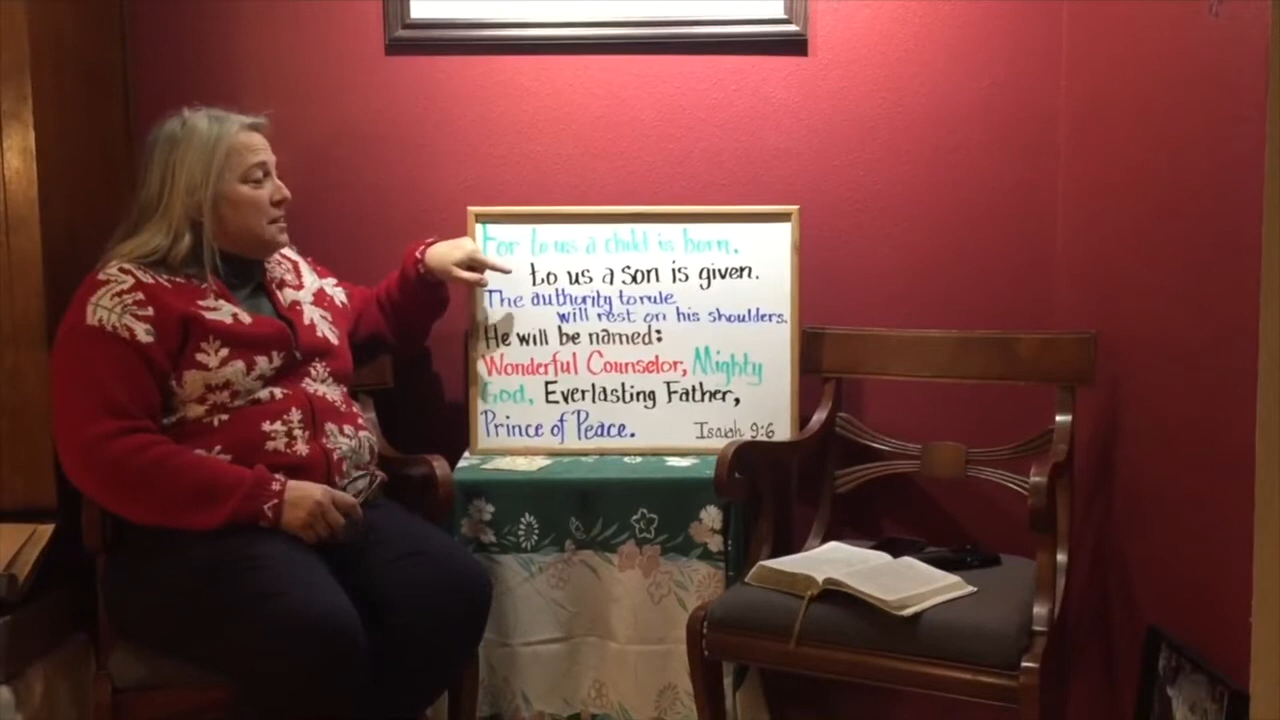 For to us a child is born.
to us a son is given.
The authority to rule
will rest on his shoulders.
He will be named:
Wonderful Counselor, Mighty
God, Everlasting Father,
Prince of Peace.
Isaiah 9:6